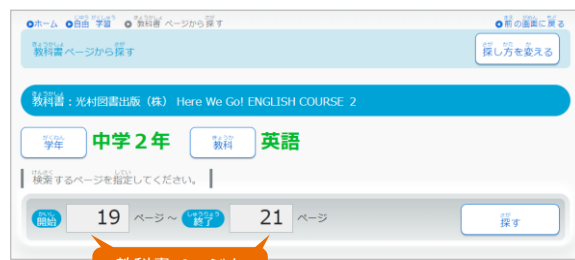 ホーム 自由学習 教科書ページから探す 前の画面に戻る
教科書ページから探す 探し方を変える
教科書：光村図書出版（株） Here We Go! ENGLISH COURSE 2
学年 中学２年 教科 英語
検索するページを指定してください。
開始 19 ページ～ 終了 21 ページ 探す